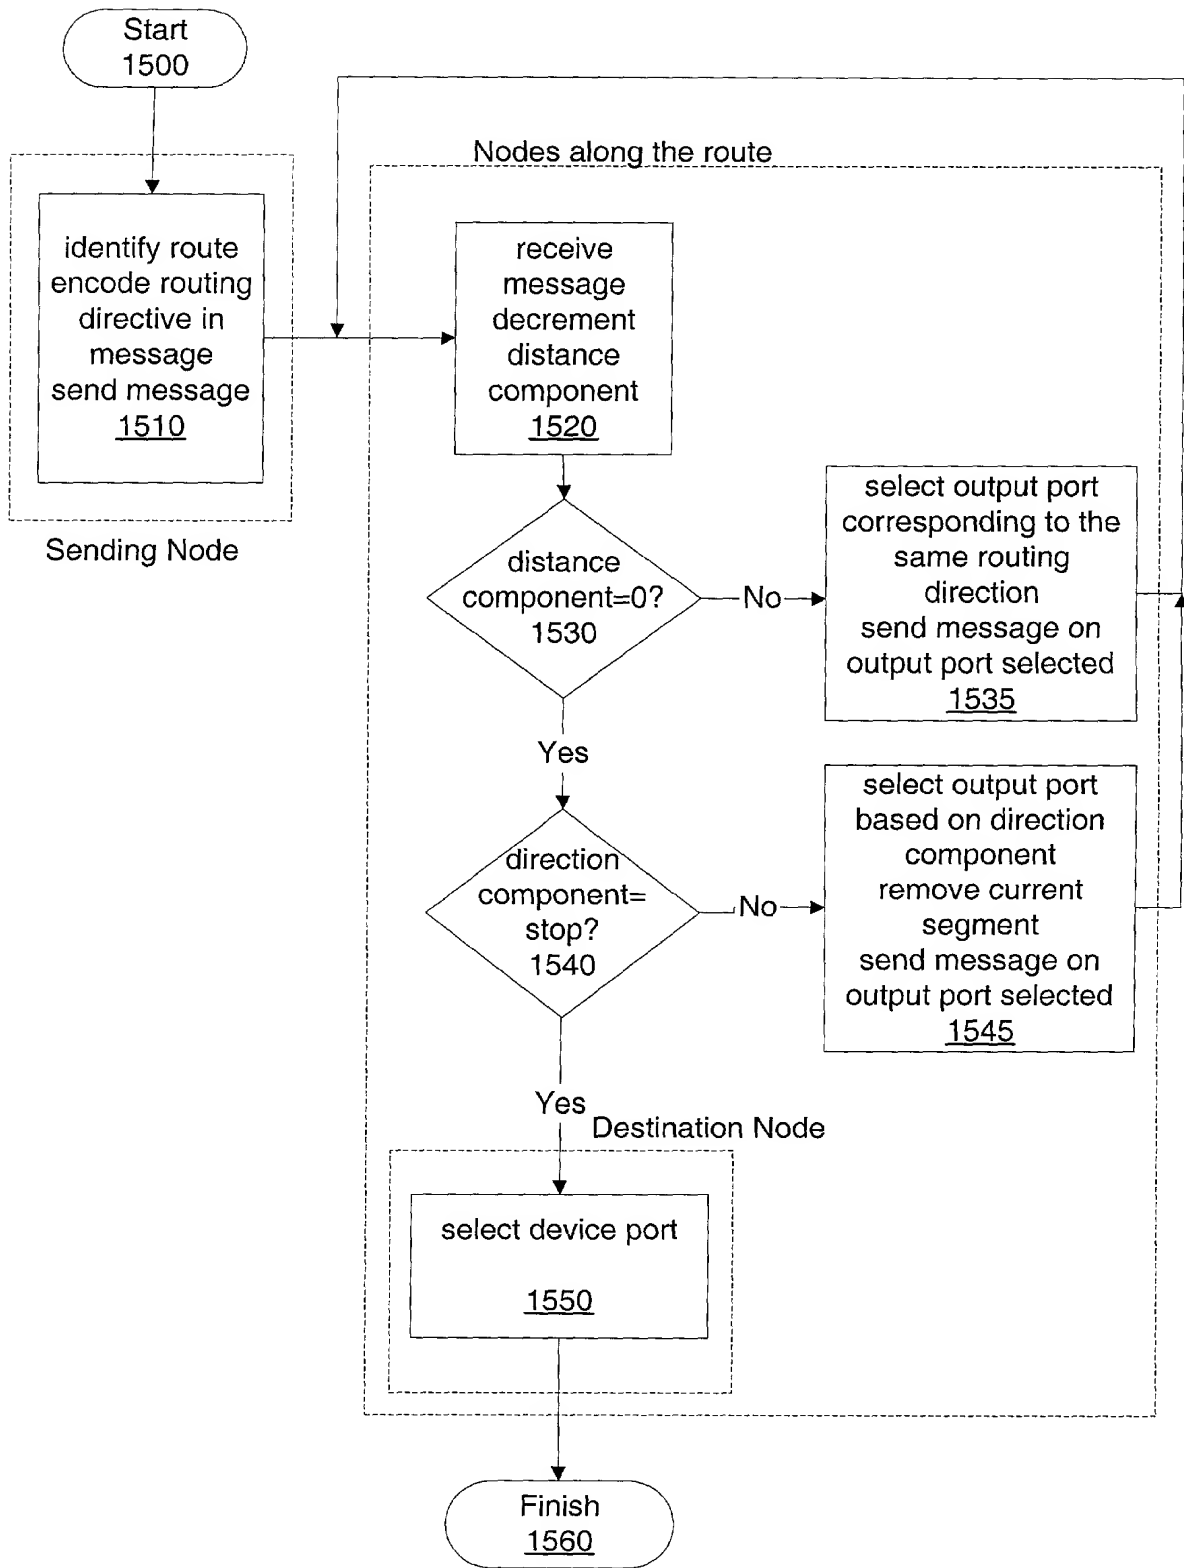 Start
1500
Nodes along the route
identify route
encode routing
directive in
message
send message
1510
Sending Node
receive
message
decrement
distance
component
1520
distance
component=0?
1530
No
select output port
corresponding to the
same routing
direction
send message on
output port selected
1535
Yes
direction
component=
stop?
1540
No
select output port
based on direction
component
remove current
segment
send message on
output port selected
1545
Yes
Destination Node
select device port
1550
Finish
1560